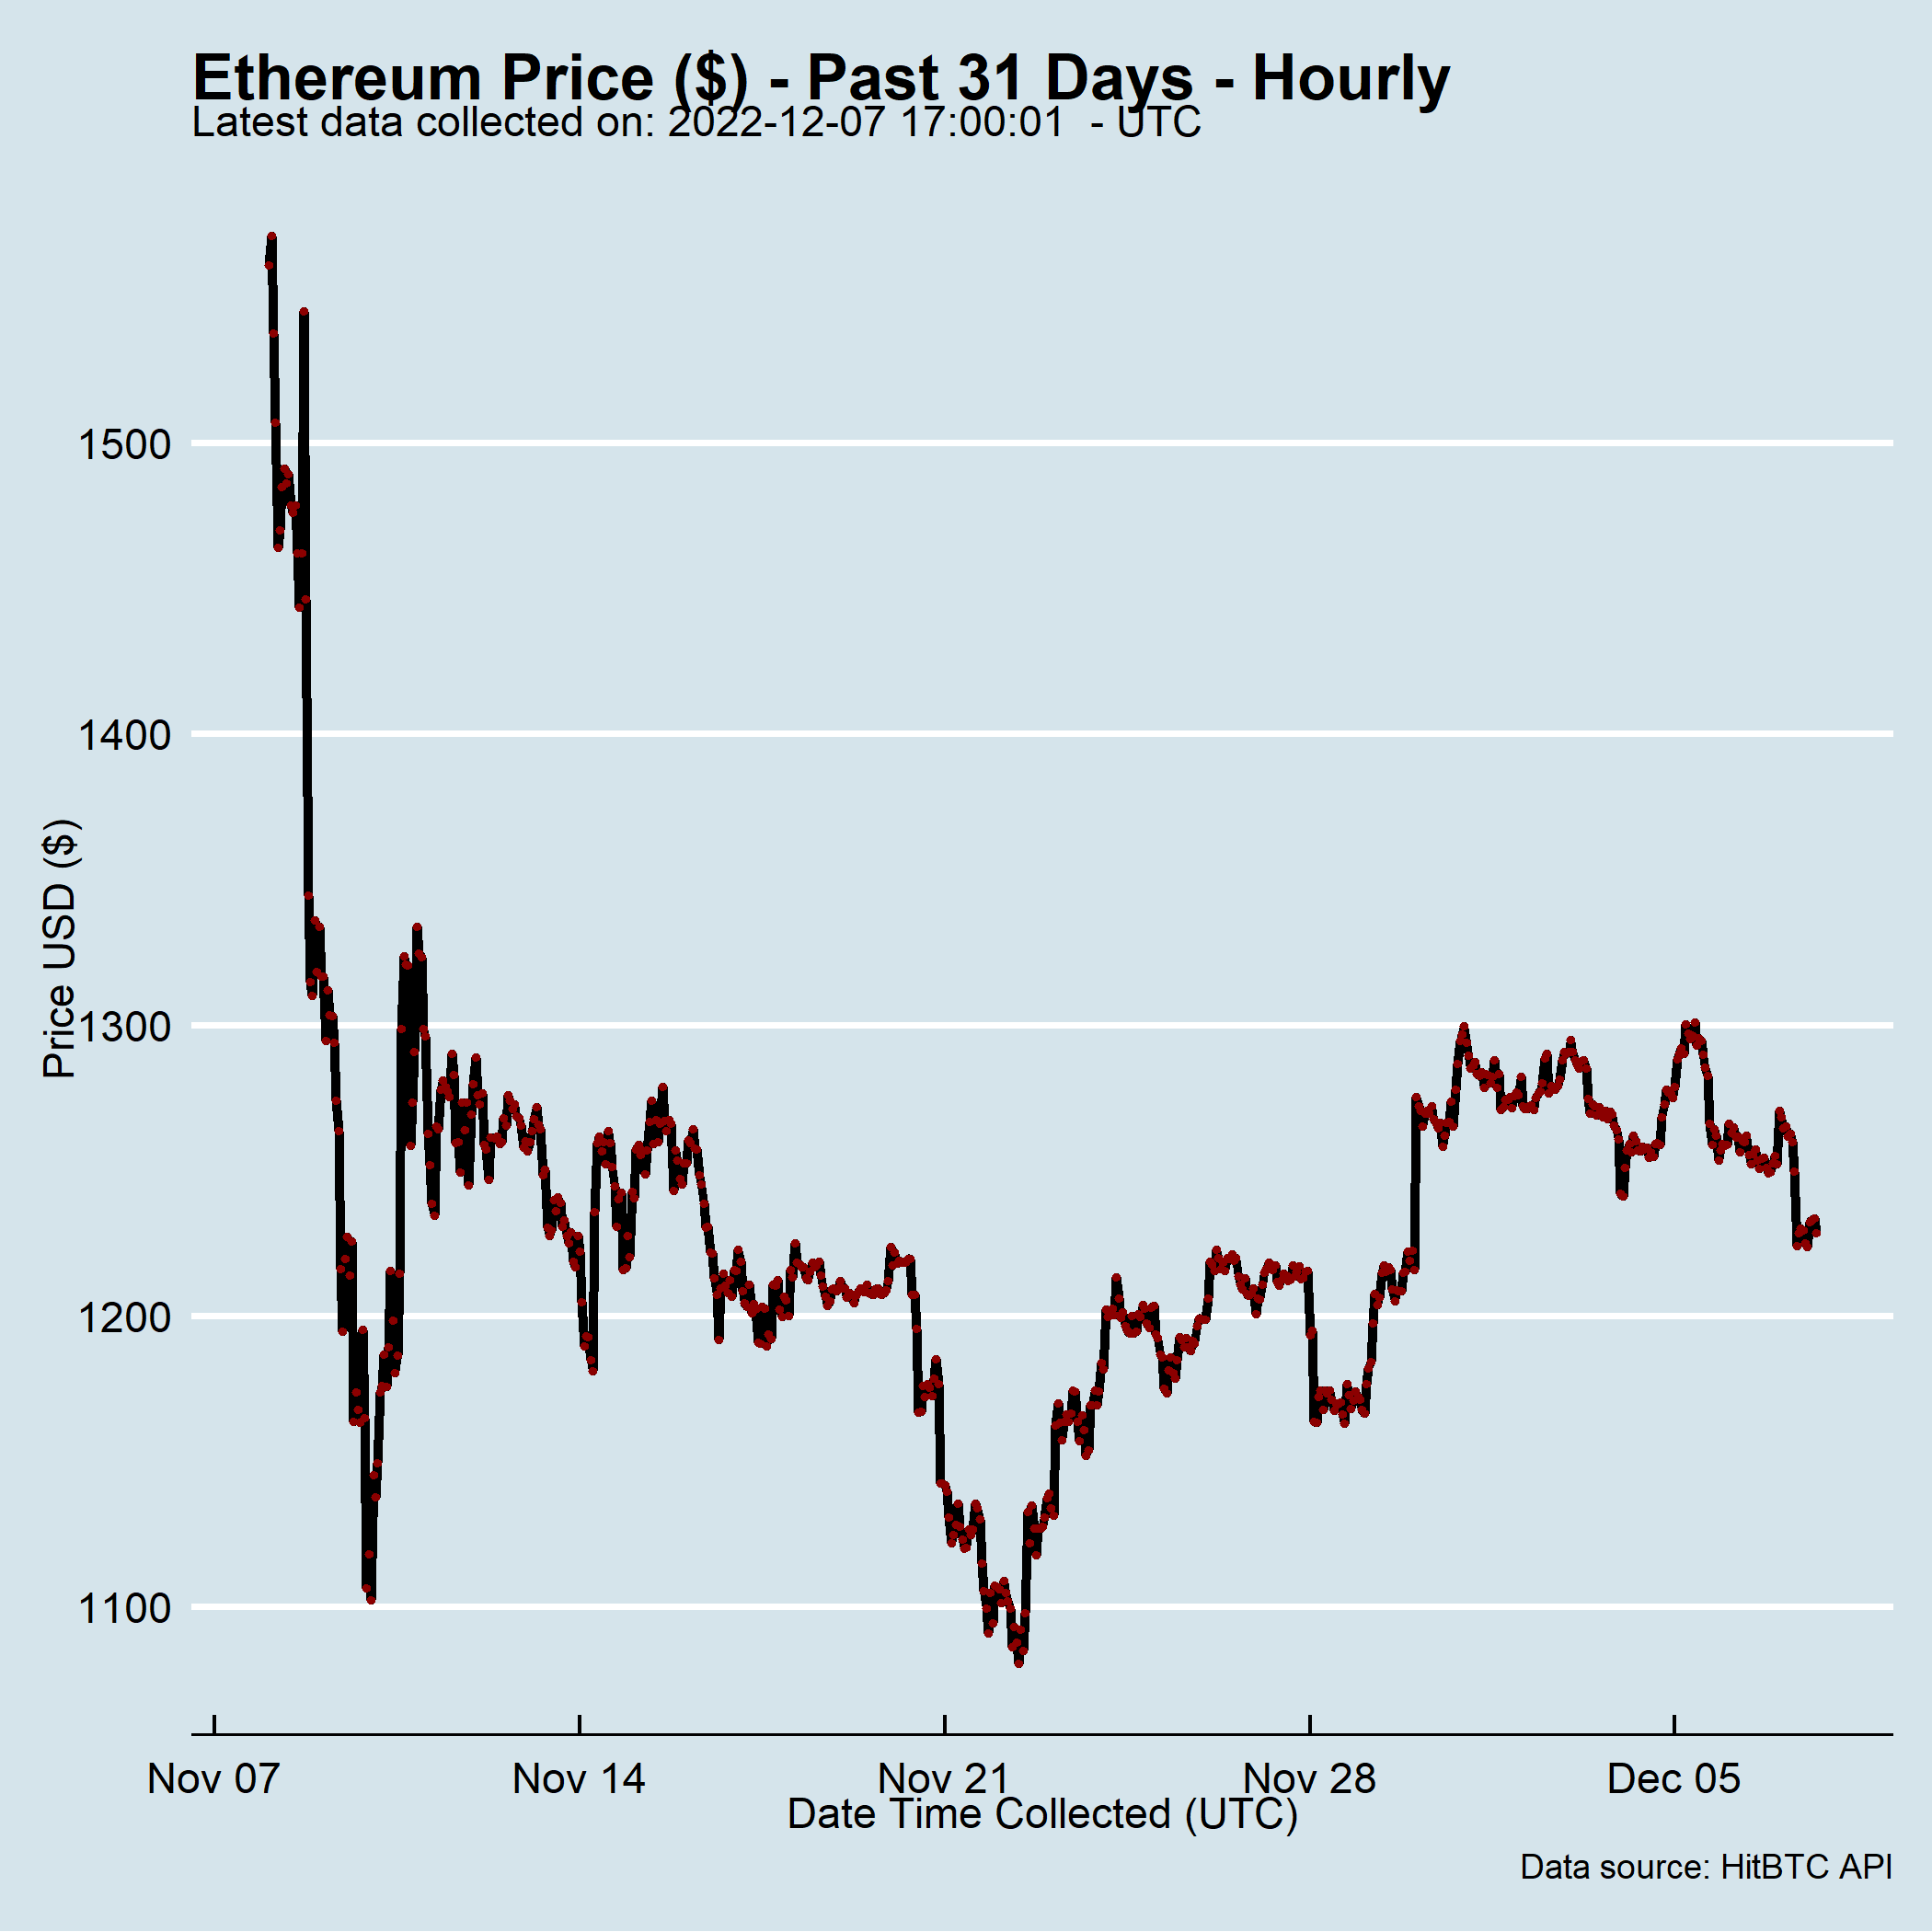 Ethereum Price ($) - Past 31 Days - Hourly
Latest data collected on: 2022-12-07 17:00:01  - UTC
1500
1400
1300
1200
1100
Price USD ($)
Nov 07
Nov 14
Nov 21
Nov 28
Dec 05
Date Time Collected (UTC)
Data source: HitBTC API